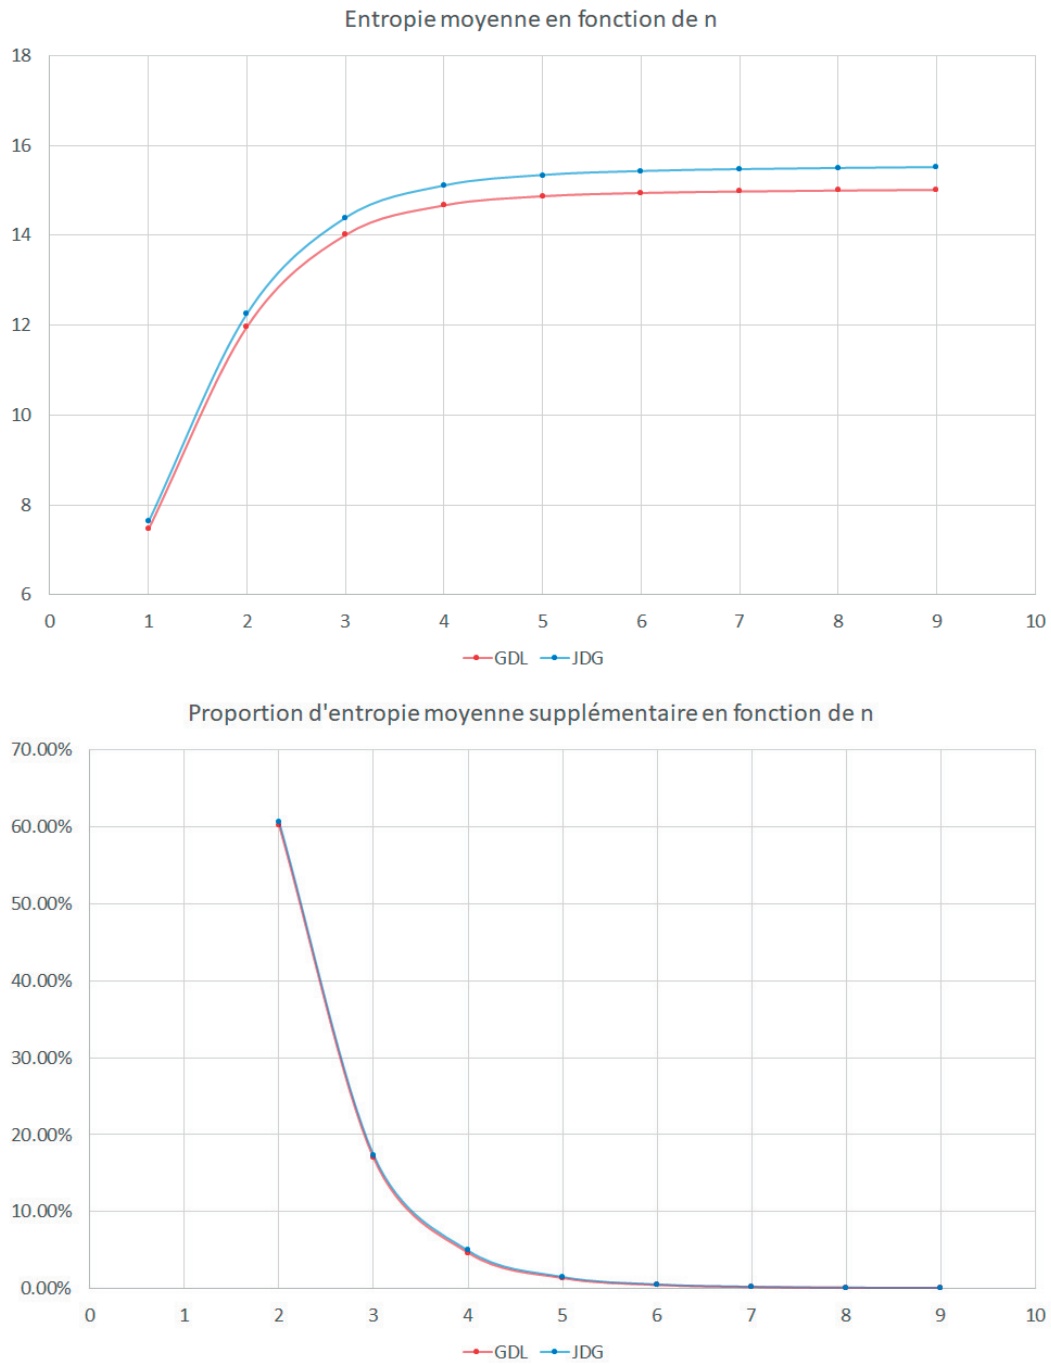 Entropie moyenne en fonction de n
18
16
14
12
10
8
6
0 1 2 3 4 5 6 7 8 9 10
GDL JDG
Proportion d'entropie moyenne supplémentaire en fonction de n
70.00%
60.00%
50.00%
40.00%
30.00%
20.00%
10.00%
0.00%
0 1 2 3 4 5 6 7 8 9 10
GDL JDG